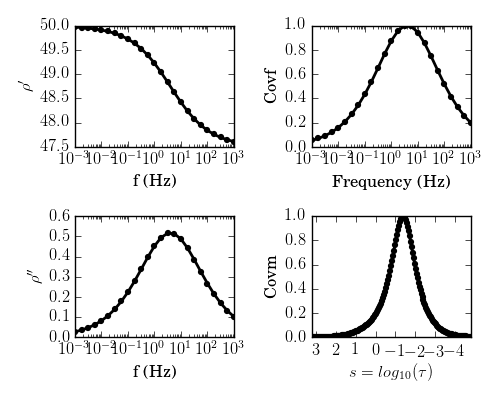 50.0
49.5
49.0
48.5
48.0
47.5
ρ′
10⁻³ 10⁻² 10⁻¹ 10⁰ 10¹ 10² 10³
f (Hz)
1.0
0.8
0.6
0.4
0.2
0.0
Covf
10⁻³ 10⁻² 10⁻¹ 10⁰ 10¹ 10² 10³
Frequency (Hz)
0.6
0.5
0.4
0.3
0.2
0.1
0.0
ρ″
10⁻³ 10⁻² 10⁻¹ 10⁰ 10¹ 10² 10³
f (Hz)
1.0
0.8
0.6
0.4
0.2
0.0
Covm
3 2 1 0 −1 −2 −3 −4
s = log₁₀(τ)